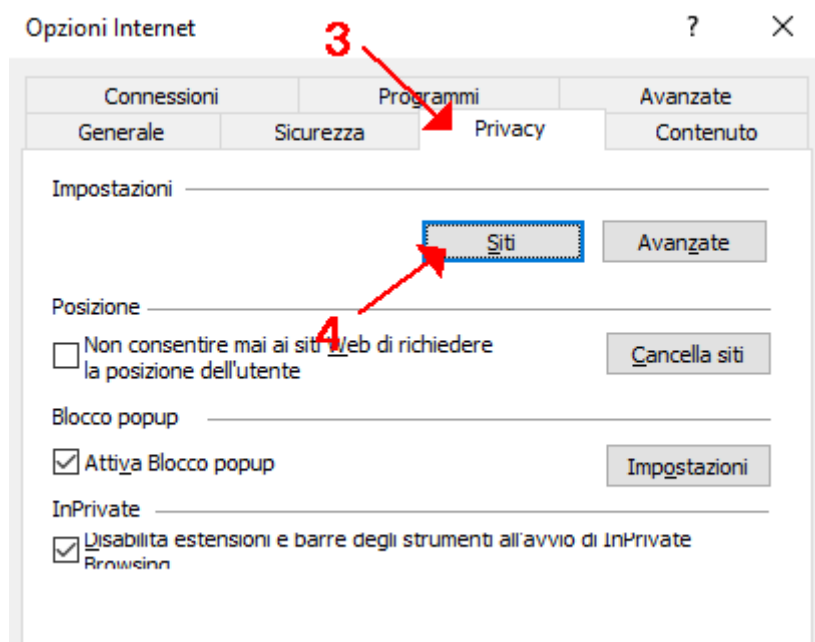 Opzioni Internet
3
?
Connessioni
Programmi
Avanzate
Generale
Sicurezza
Privacy
Contenuto
Impostazioni
Siti
Avanzate
Posizione
4
Non consentire mai ai siti Web di richiedere
la posizione dell'utente
Cancella siti
Blocco popup
Attiva Blocco popup
Impostazioni
InPrivate
Disabilita estensioni e barre degli strumenti all'avvio di InPrivate
Browsing